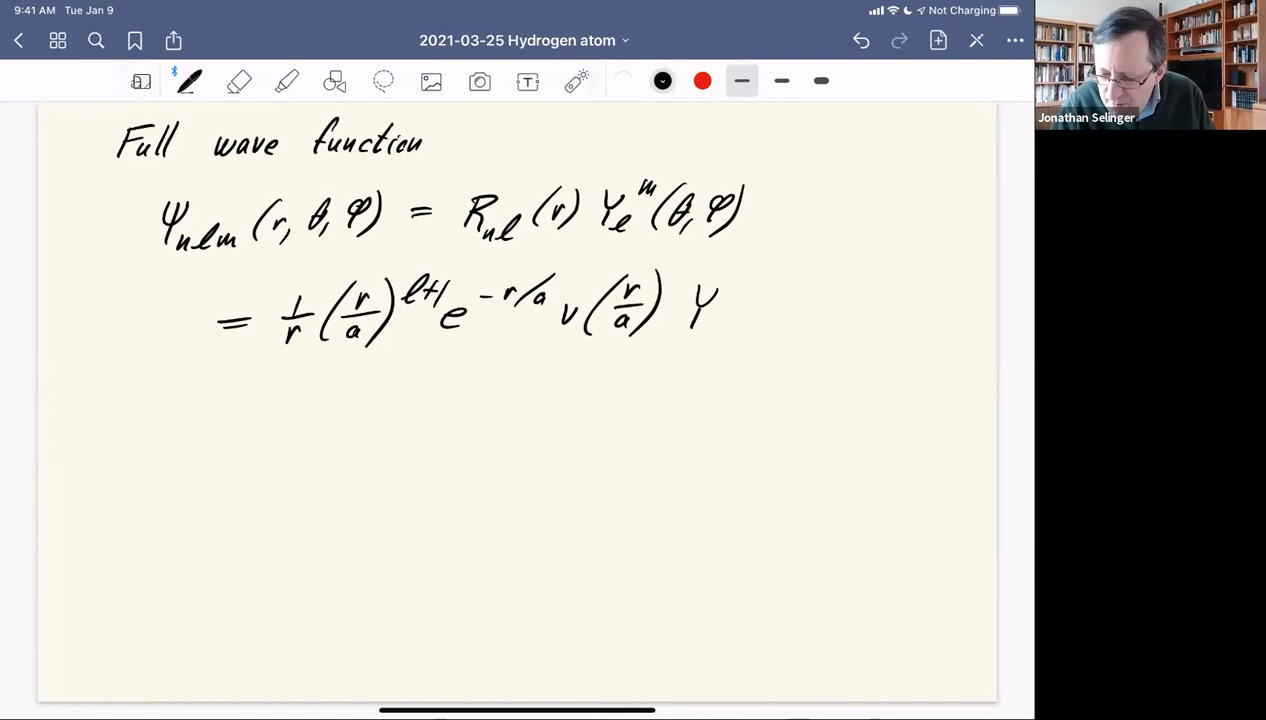 9:41 AM Tue Jan 9
Not Charging
2021-03-25 Hydrogen atom
T
Jonathan Selinger
Full wave function
ψₙₗₘ (r, θ, φ) = Rₙₗ (r) Yₗᵐ (θ, φ)
= 1/r (r/a)^(l+1) e^(-r/a) v(r/a) Y